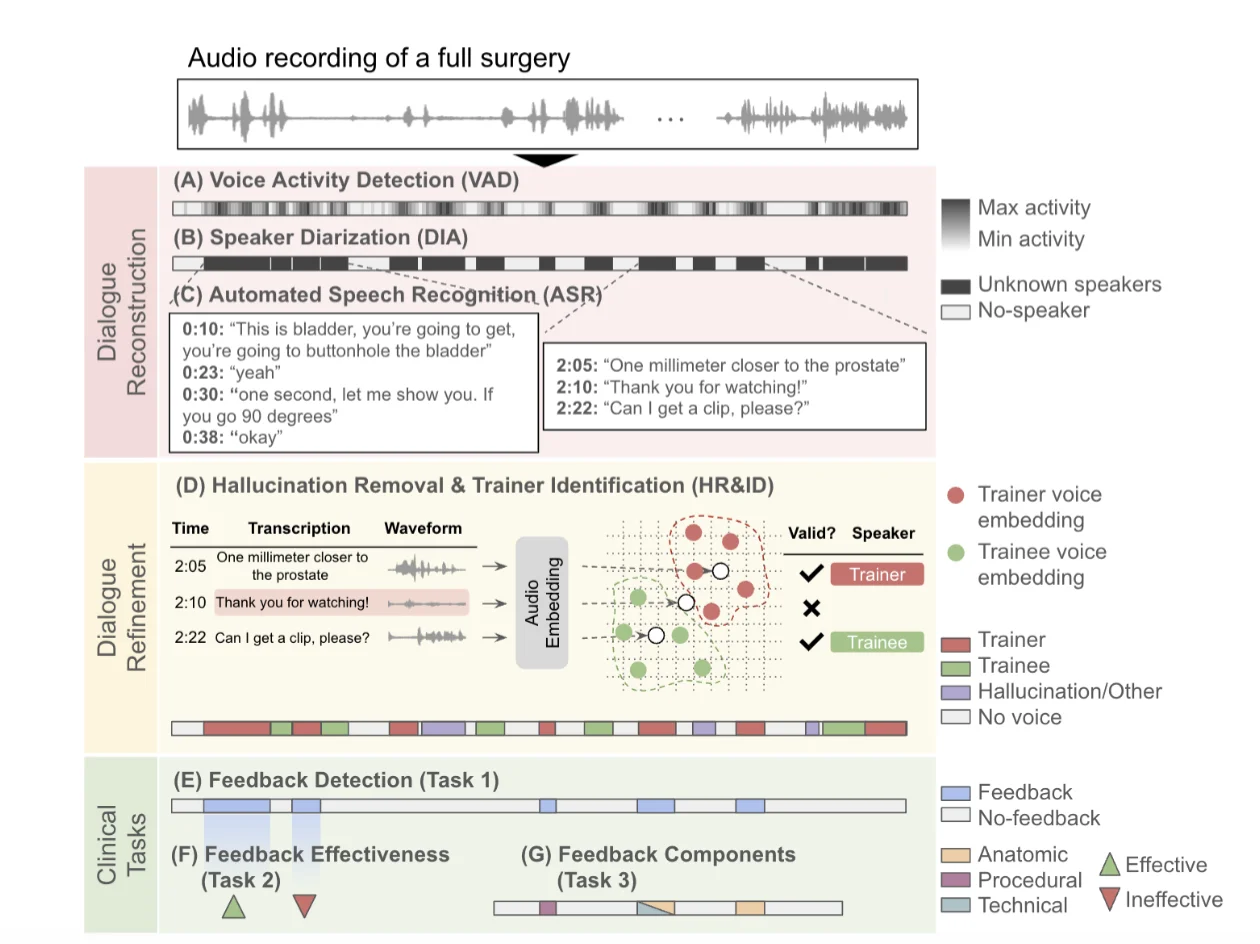 Audio recording of a full surgery
...
(A) Voice Activity Detection (VAD)
(B) Speaker Diarization (DIA)
(C) Automated Speech Recognition (ASR)
Dialogue
Reconstruction
0:10: “This is bladder, you’re going to get,
you’re going to buttonhole the bladder”
0:23: “yeah”
0:30: “one second, let me show you. If
you go 90 degrees”
0:38: “okay”
2:05: “One millimeter closer to the prostate”
2:10: “Thank you for watching!”
2:22: “Can I get a clip, please?”
Max activity
Min activity
Unknown speakers
No-speaker
Dialogue
Refinement
(D) Hallucination Removal & Trainer Identification (HR&ID)
Time Transcription Waveform Valid? Speaker
2:05 One millimeter closer to
the prostate
Trainer
2:10 Thank you for watching!
2:22 Can I get a clip, please?
Trainee
Audio
Embedding
Trainer voice
embedding
Trainee voice
embedding
Trainer
Trainee
Hallucination/Other
No voice
Clinical
Tasks
(E) Feedback Detection (Task 1)
(F) Feedback Effectiveness
(Task 2)
(G) Feedback Components
(Task 3)
Feedback
No-feedback
Anatomic
Procedural
Technical
Effective
Ineffective